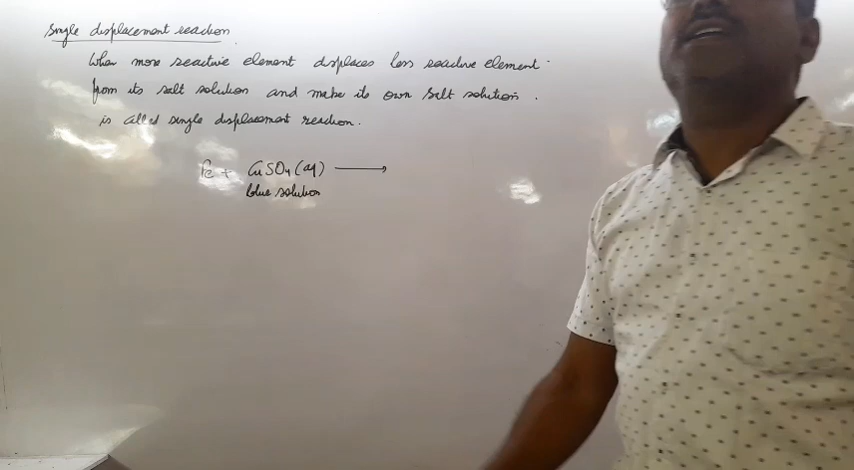 Single displacement reaction
When more reactive element displaces less reactive element.
from its salt solution and make its own salt solution.
is called single displacement reaction.
Fe + CuSO4 (aq) ⟶
blue solution